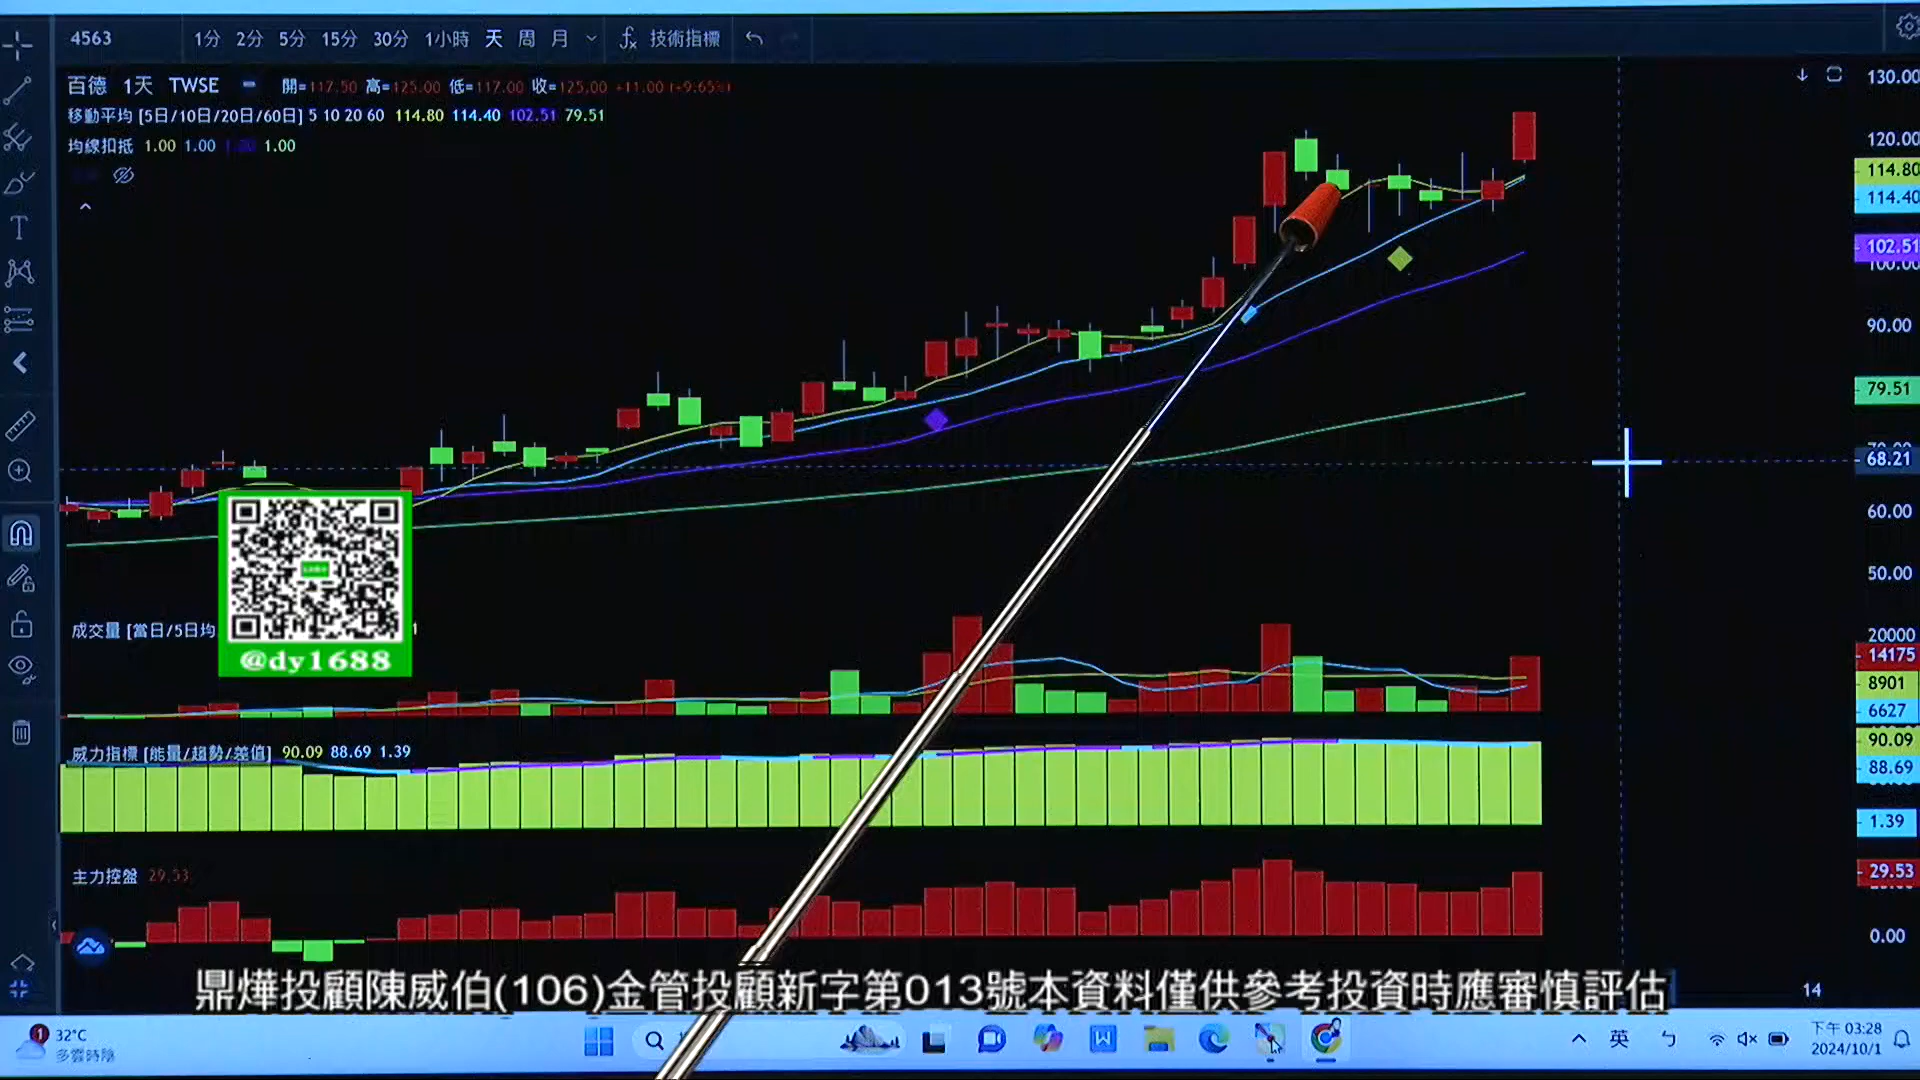 4563 1分 2分 5分 15分 30分 1小時 天 周 月 技術指標
百德 1天 TWSE 開=117.50 高=125.00 低=117.00 收=125.00 +11.00 (+9.65%)
移動平均 [5日/10日/20日/60日] 5 10 20 60 114.80 114.40 102.51 79.51
均線扣抵 1.00 1.00 1.00
130.00
120.00
114.80
114.40
102.51
100.00
90.00
79.51
68.21
60.00
50.00
@dy1688
成交量 [當日/5日均
20000
14175
8901
6627
威力指標 [能量/趨勢/差值] 90.09 88.69 1.39
90.09
88.69
1.39
主力控盤 29.53
29.53
0.00
鼎燁投顧陳威伯(106)金管投顧新字第013號本資料僅供參考投資時應審慎評估
14
1 32°C
多雲時陰
英 ㄅ
下午 03:28
2024/10/1